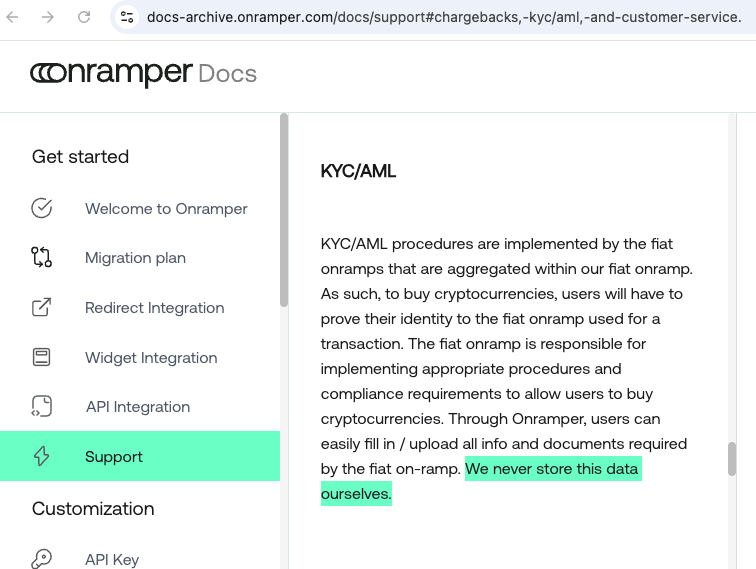 docs-archive.onramper.com/docs/support#chargebacks,-kyc/aml,-and-customer-service.
onramper Docs
Get started
Welcome to Onramper
Migration plan
Redirect Integration
Widget Integration
API Integration
Support
Customization
API Key
KYC/AML
KYC/AML procedures are implemented by the fiat
onramps that are aggregated within our fiat onramp.
As such, to buy cryptocurrencies, users will have to
prove their identity to the fiat onramp used for a
transaction. The fiat onramp is responsible for
implementing appropriate procedures and
compliance requirements to allow users to buy
cryptocurrencies. Through Onramper, users can
easily fill in / upload all info and documents required
by the fiat on-ramp. We never store this data
ourselves.